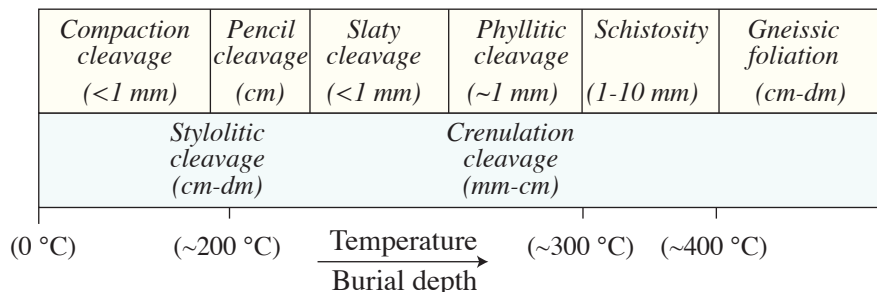 Compaction
cleavage
(<1 mm)
Pencil
cleavage
(cm)
Slaty
cleavage
(<1 mm)
Phyllitic
cleavage
(~1 mm)
Schistosity
(1-10 mm)
Gneissic
foliation
(cm-dm)
Stylolitic
cleavage
(cm-dm)
Crenulation
cleavage
(mm-cm)
(0 °C)
(~200 °C)
Temperature
Burial depth
(~300 °C)
(~400 °C)